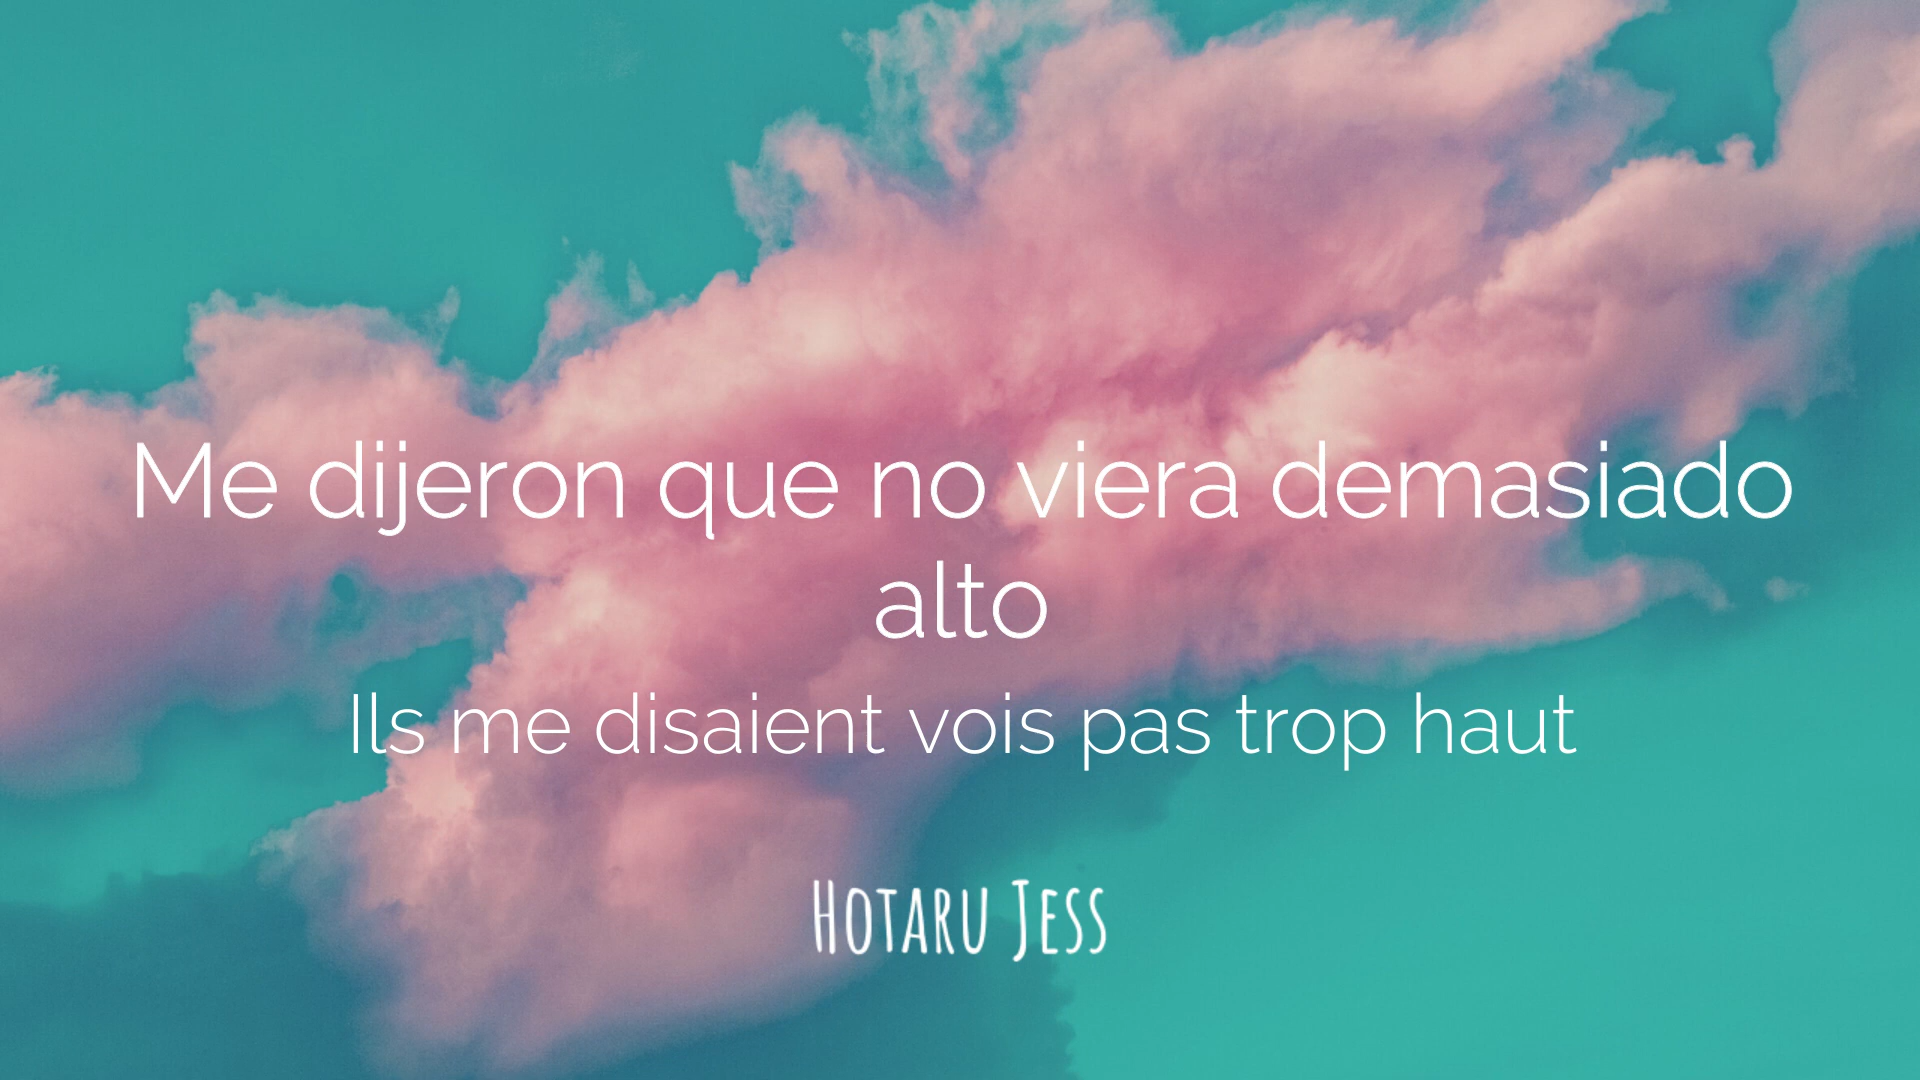 Me dijeron que no viera demasiado
alto
Ils me disaient vois pas trop haut
Hotaru Jess